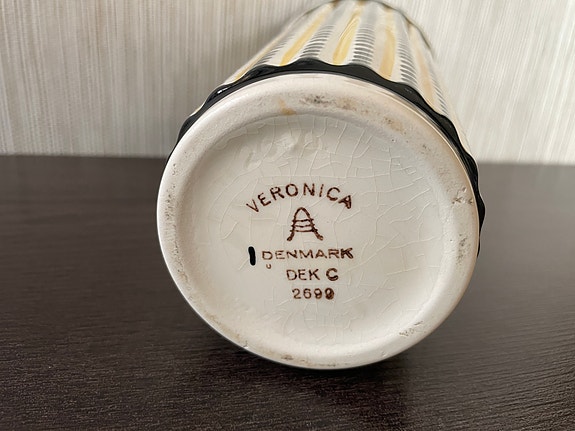 VERONICA
DENMARK
DEK C
2699